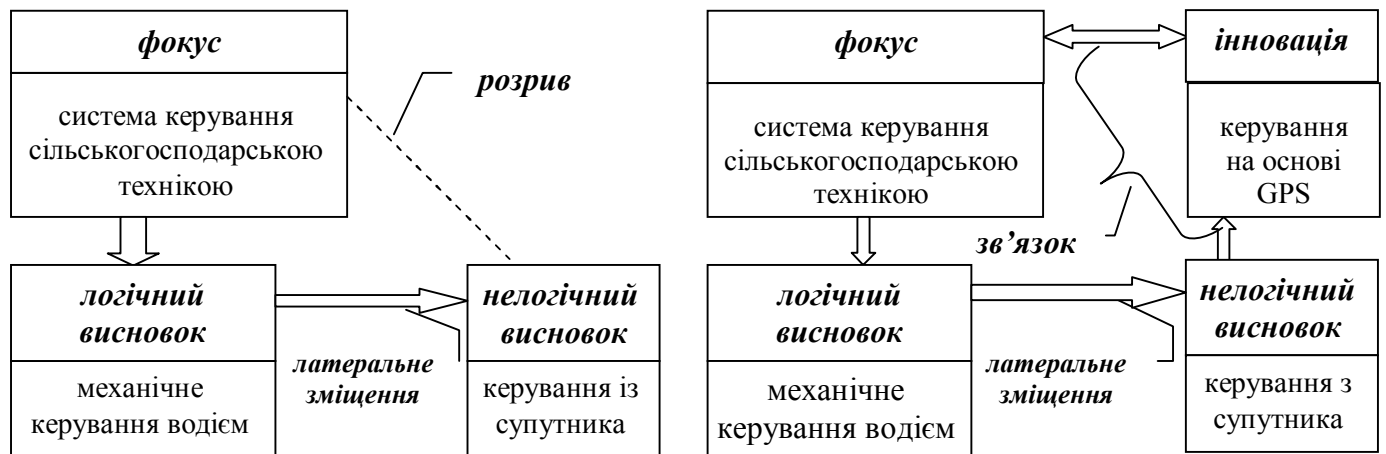 фокус
система керування
сільськогосподарською
технікою
розрив
логічний
висновок
механічне
керування водієм
латеральне
зміщення
нелогічний
висновок
керування із
супутника
фокус
система керування
сільськогосподарською
технікою
інновація
керування
на основі
GPS
зв’язок
логічний
висновок
механічне
керування водієм
латеральне
зміщення
нелогічний
висновок
керування з
супутника